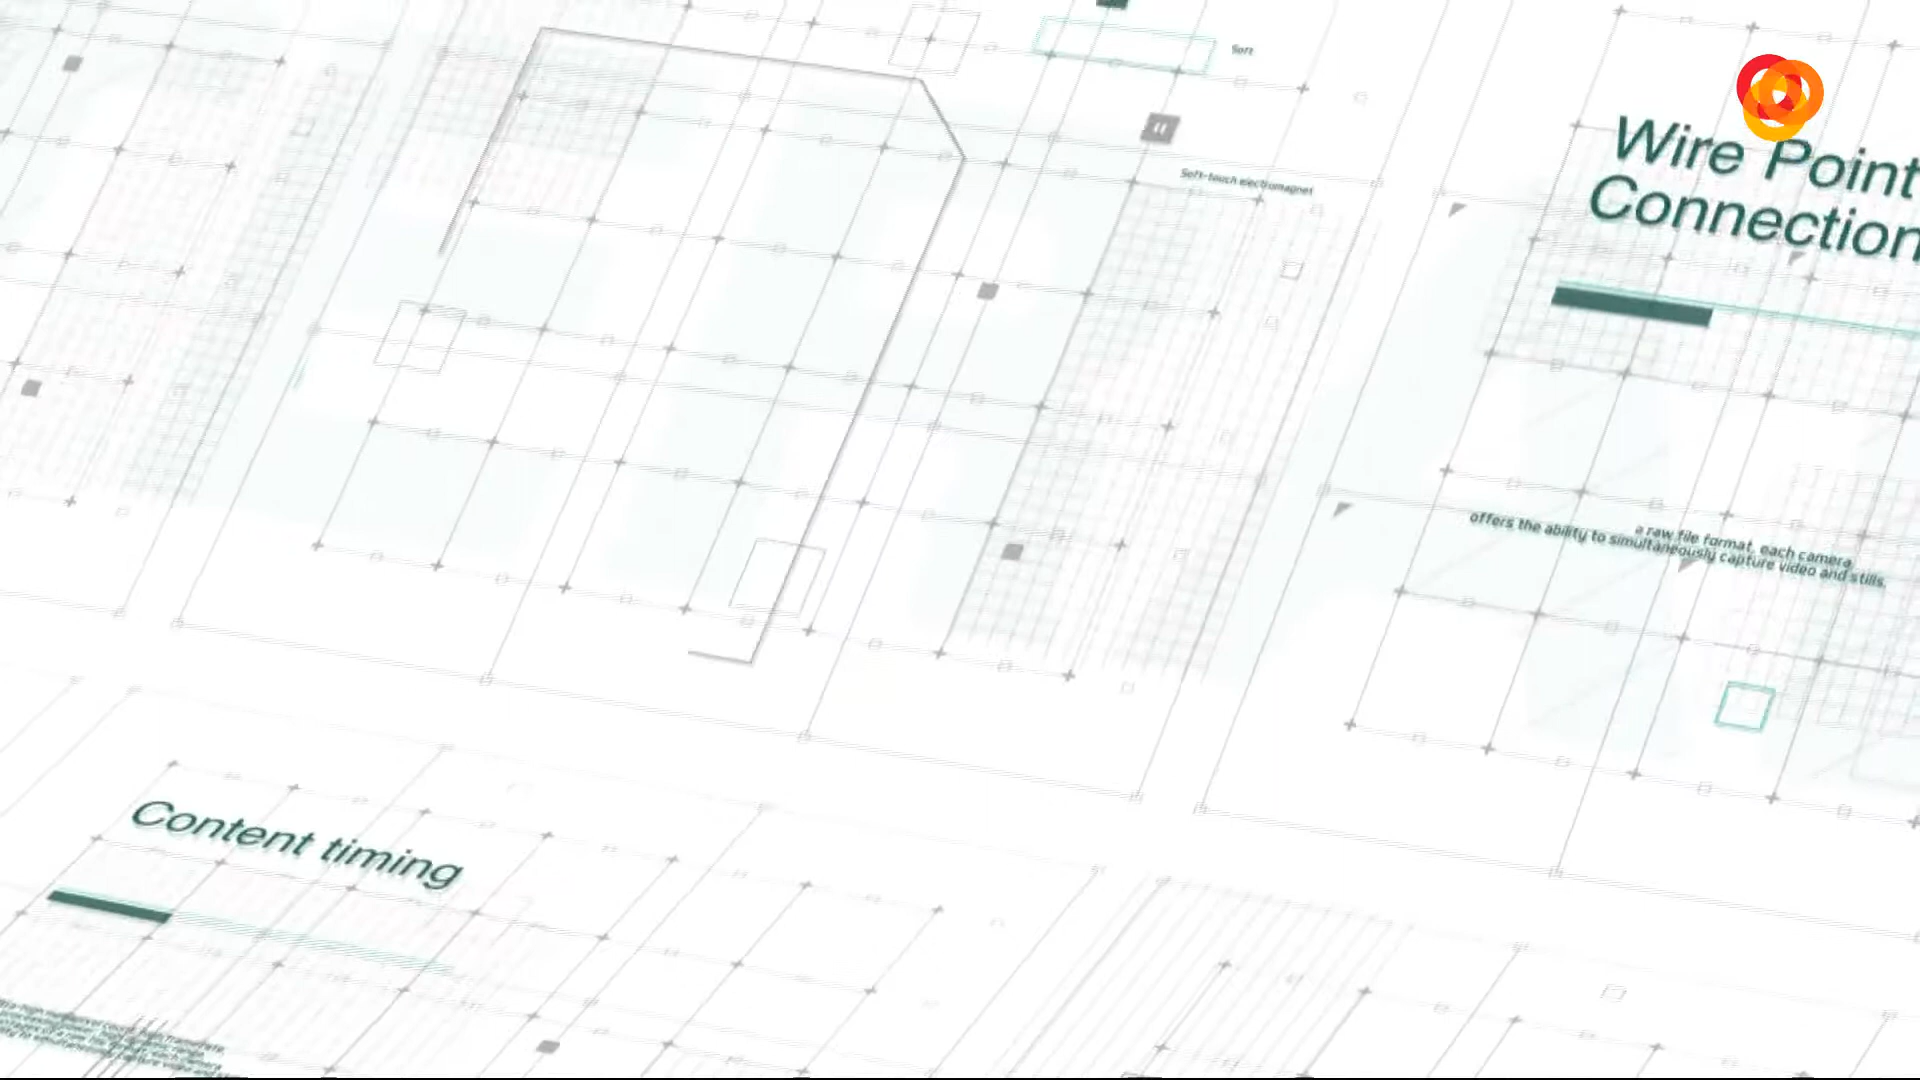 Soft
Soft-touch electromagnet
Wire Point
Connection
a raw file format, each camera
offers the ability to simultaneously capture video and stills.
Content timing